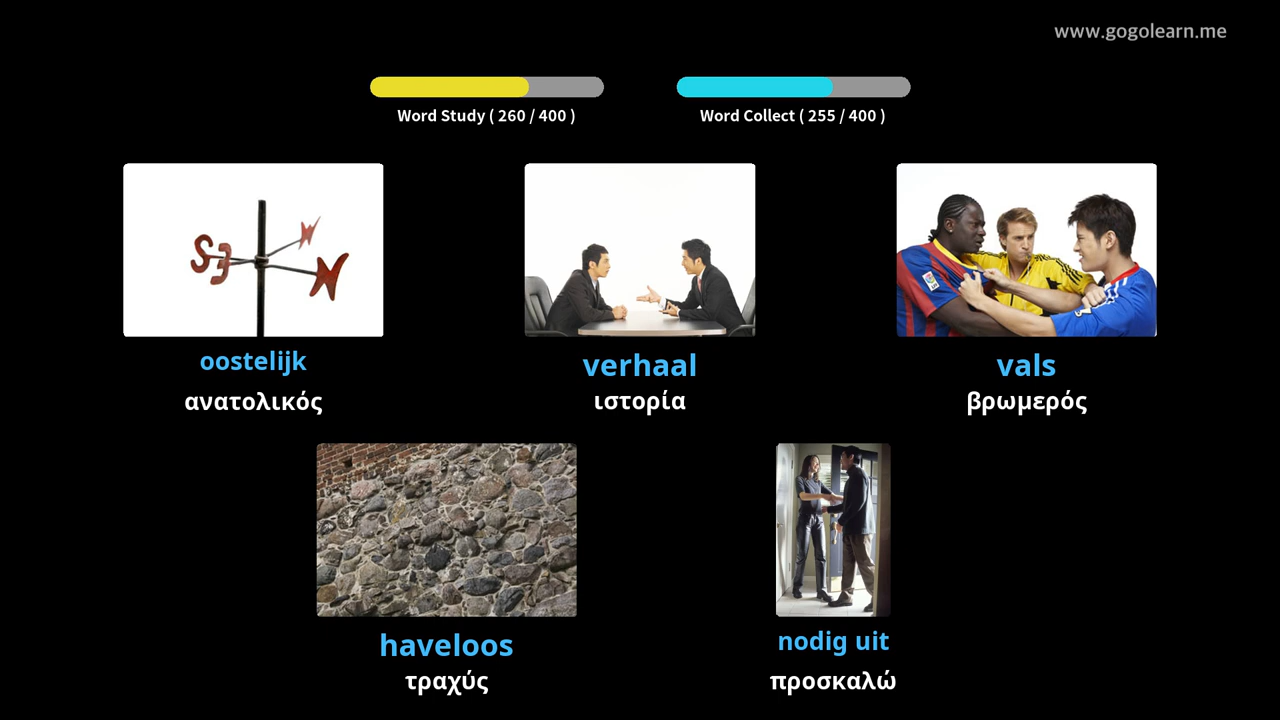 www.gogolearn.me
Word Study ( 260 / 400 )
Word Collect ( 255 / 400 )
oostelijk
ανατολικός
verhaal
ιστορία
vals
βρωμερός
haveloos
τραχύς
nodig uit
προσκαλώ